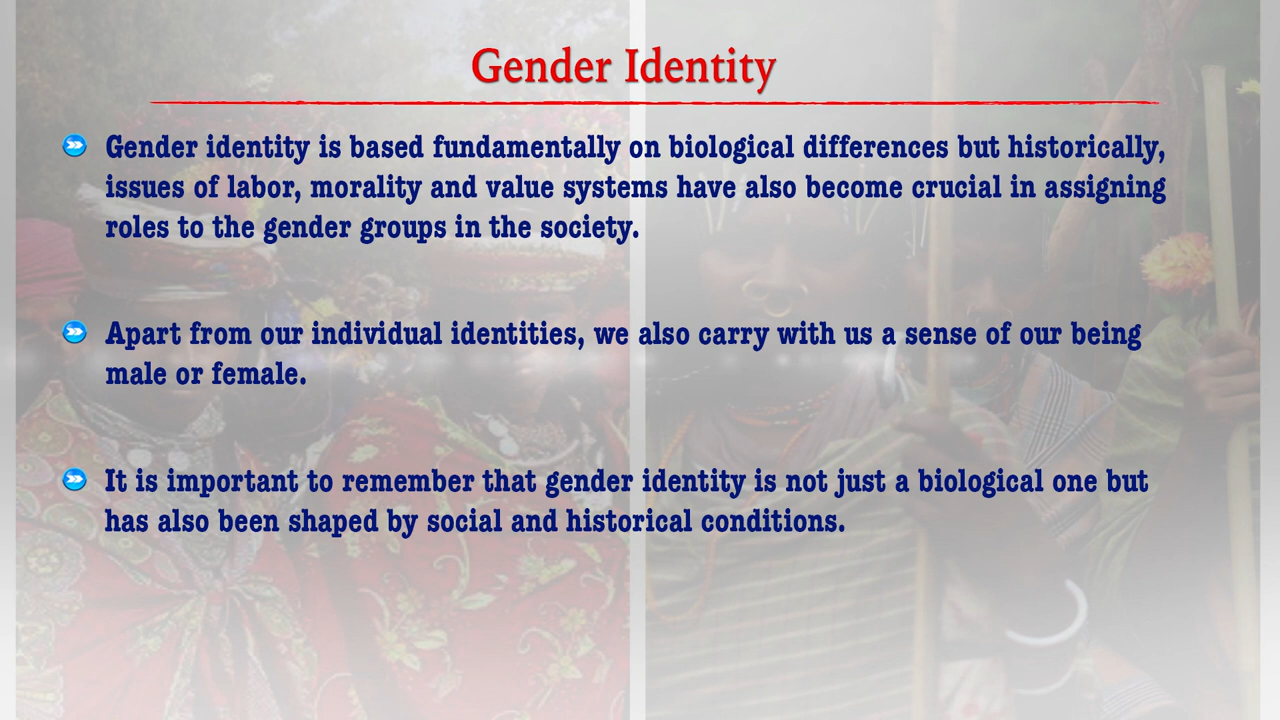 Gender Identity
Gender identity is based fundamentally on biological differences but historically,
issues of labor, morality and value systems have also become crucial in assigning
roles to the gender groups in the society.
Apart from our individual identities, we also carry with us a sense of our being
male or female.
It is important to remember that gender identity is not just a biological one but
has also been shaped by social and historical conditions.